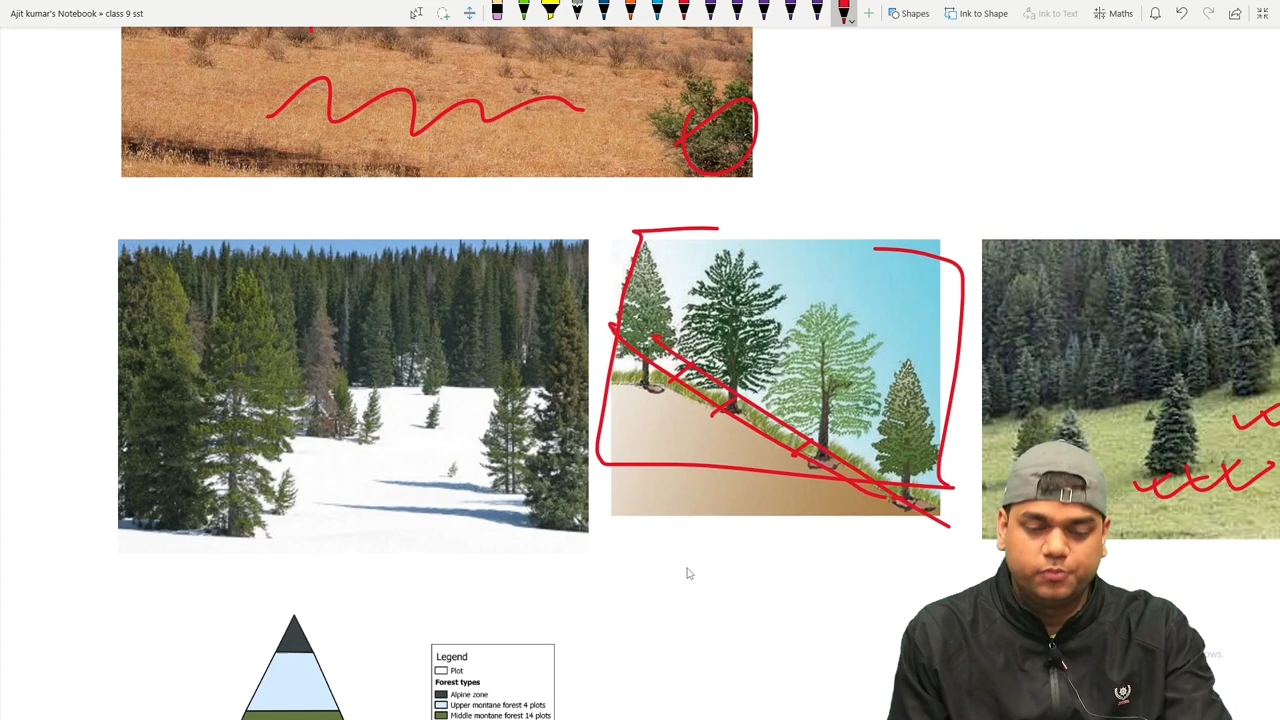 Ajit kumar's Notebook » class 9 sst
Shapes
Ink to Shape
Ink to Text
Maths
Legend
Plot
Forest types
Alpine zone
Upper montane forest 4 plots
Middle montane forest 14 plots